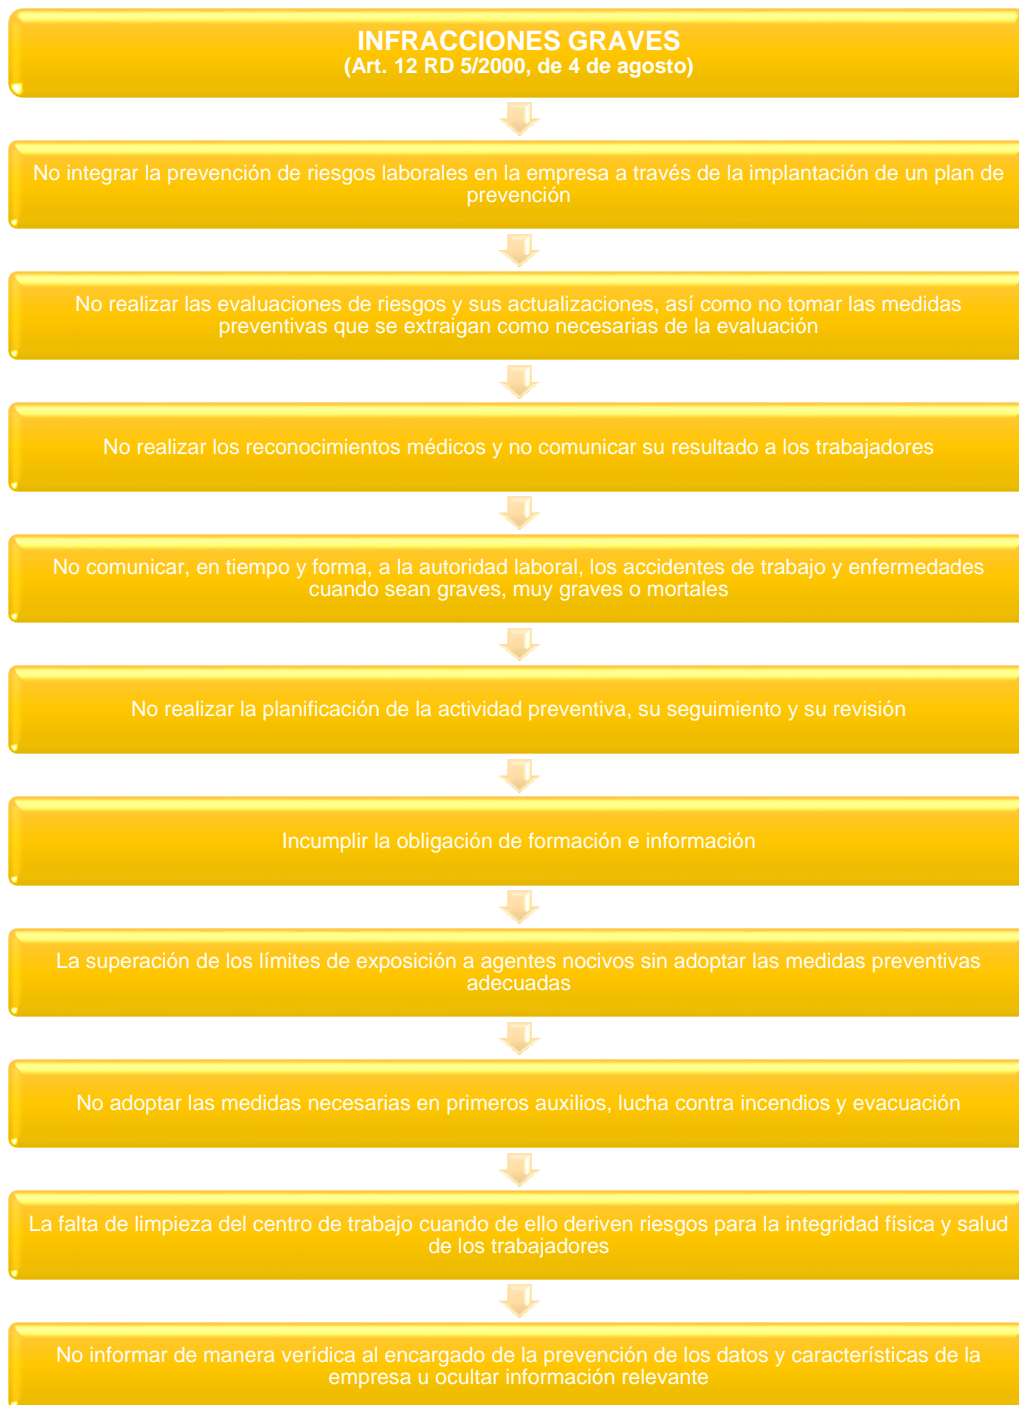 INFRACCIONES GRAVES
(Art. 12 RD 5/2000, de 4 de agosto)
No integrar la prevención de riesgos laborales en la empresa a través de la implantación de un plan de
prevención
No realizar las evaluaciones de riesgos y sus actualizaciones, así como no tomar las medidas
preventivas que se extraigan como necesarias de la evaluación
No realizar los reconocimientos médicos y no comunicar su resultado a los trabajadores
No comunicar, en tiempo y forma, a la autoridad laboral, los accidentes de trabajo y enfermedades
cuando sean graves, muy graves o mortales
No realizar la planificación de la actividad preventiva, su seguimiento y su revisión
Incumplir la obligación de formación e información
La superación de los límites de exposición a agentes nocivos sin adoptar las medidas preventivas
adecuadas
No adoptar las medidas necesarias en primeros auxilios, lucha contra incendios y evacuación
La falta de limpieza del centro de trabajo cuando de ello deriven riesgos para la integridad física y salud
de los trabajadores
No informar de manera verídica al encargado de la prevención de los datos y características de la
empresa u ocultar información relevante